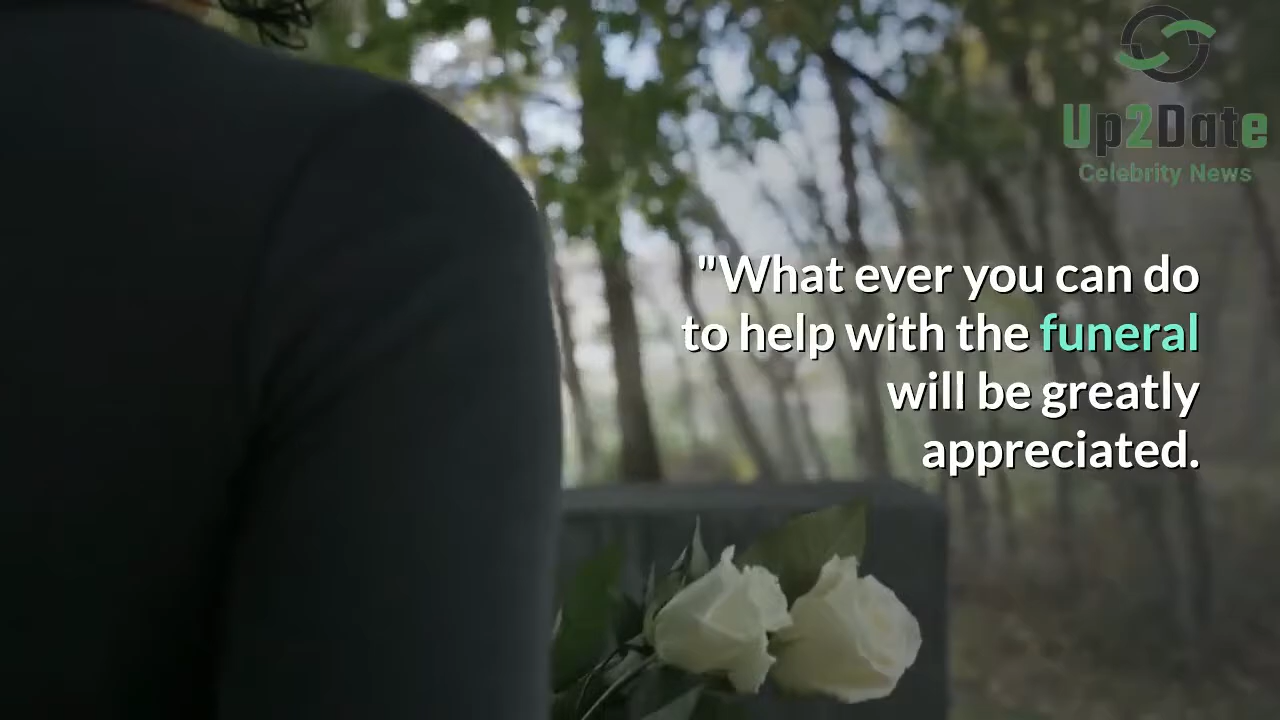 Up2Date
Celebrity News
"What ever you can do
to help with the funeral
will be greatly
appreciated.